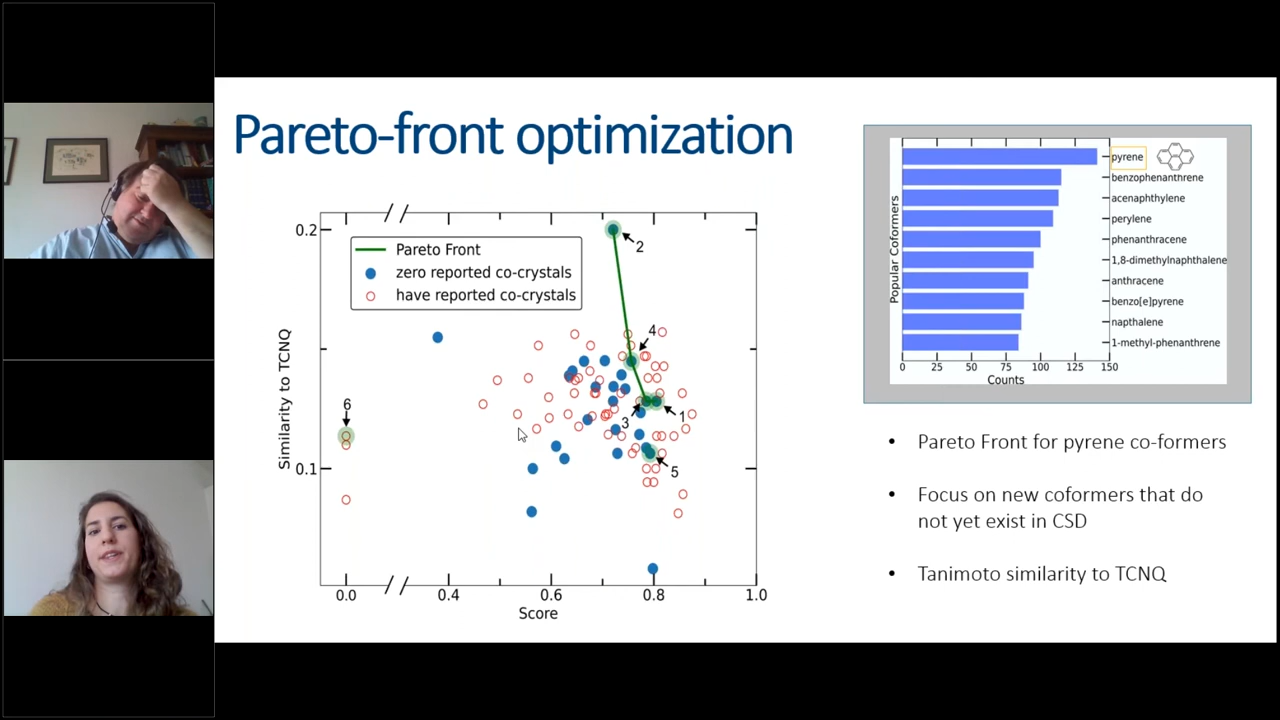 Pareto-front optimization
0.2
0.1
Similarity to TCNQ
Pareto Front
zero reported co-crystals
have reported co-crystals
2
4
6
3
1
5
0.0 0.4 0.6 0.8 1.0
Score
Popular Coformers
pyrene
benzophenanthrene
acenaphthylene
perylene
phenanthracene
1,8-dimethylnaphthalene
anthracene
benzo[e]pyrene
napthalene
1-methyl-phenanthrene
0 25 50 75 100 125 150
Counts
• Pareto Front for pyrene co-formers
• Focus on new coformers that do
not yet exist in CSD
• Tanimoto similarity to TCNQ